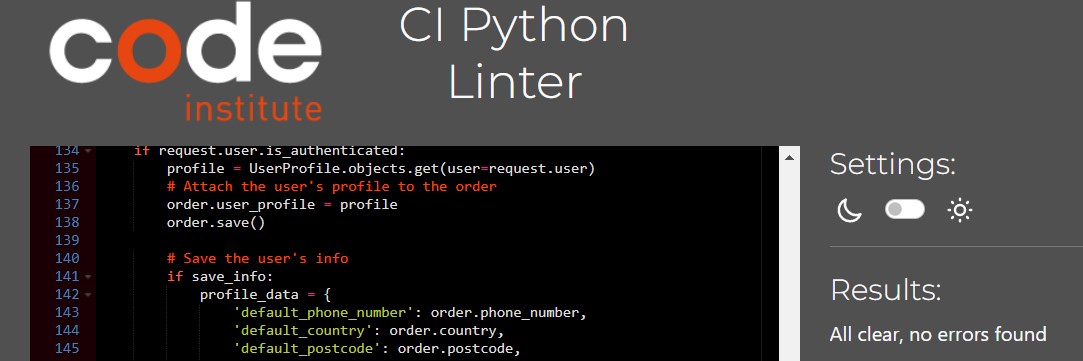 code
institute
CI Python
Linter
134 if request.user.is_authenticated:
135 profile = UserProfile.objects.get(user=request.user)
136 # Attach the user's profile to the order
137 order.user_profile = profile
138 order.save()
139
140 # Save the user's info
141 if save_info:
142 profile_data = {
143 'default_phone_number': order.phone_number,
144 'default_country': order.country,
145 'default_postcode': order.postcode,
Settings:
Results:
All clear, no errors found